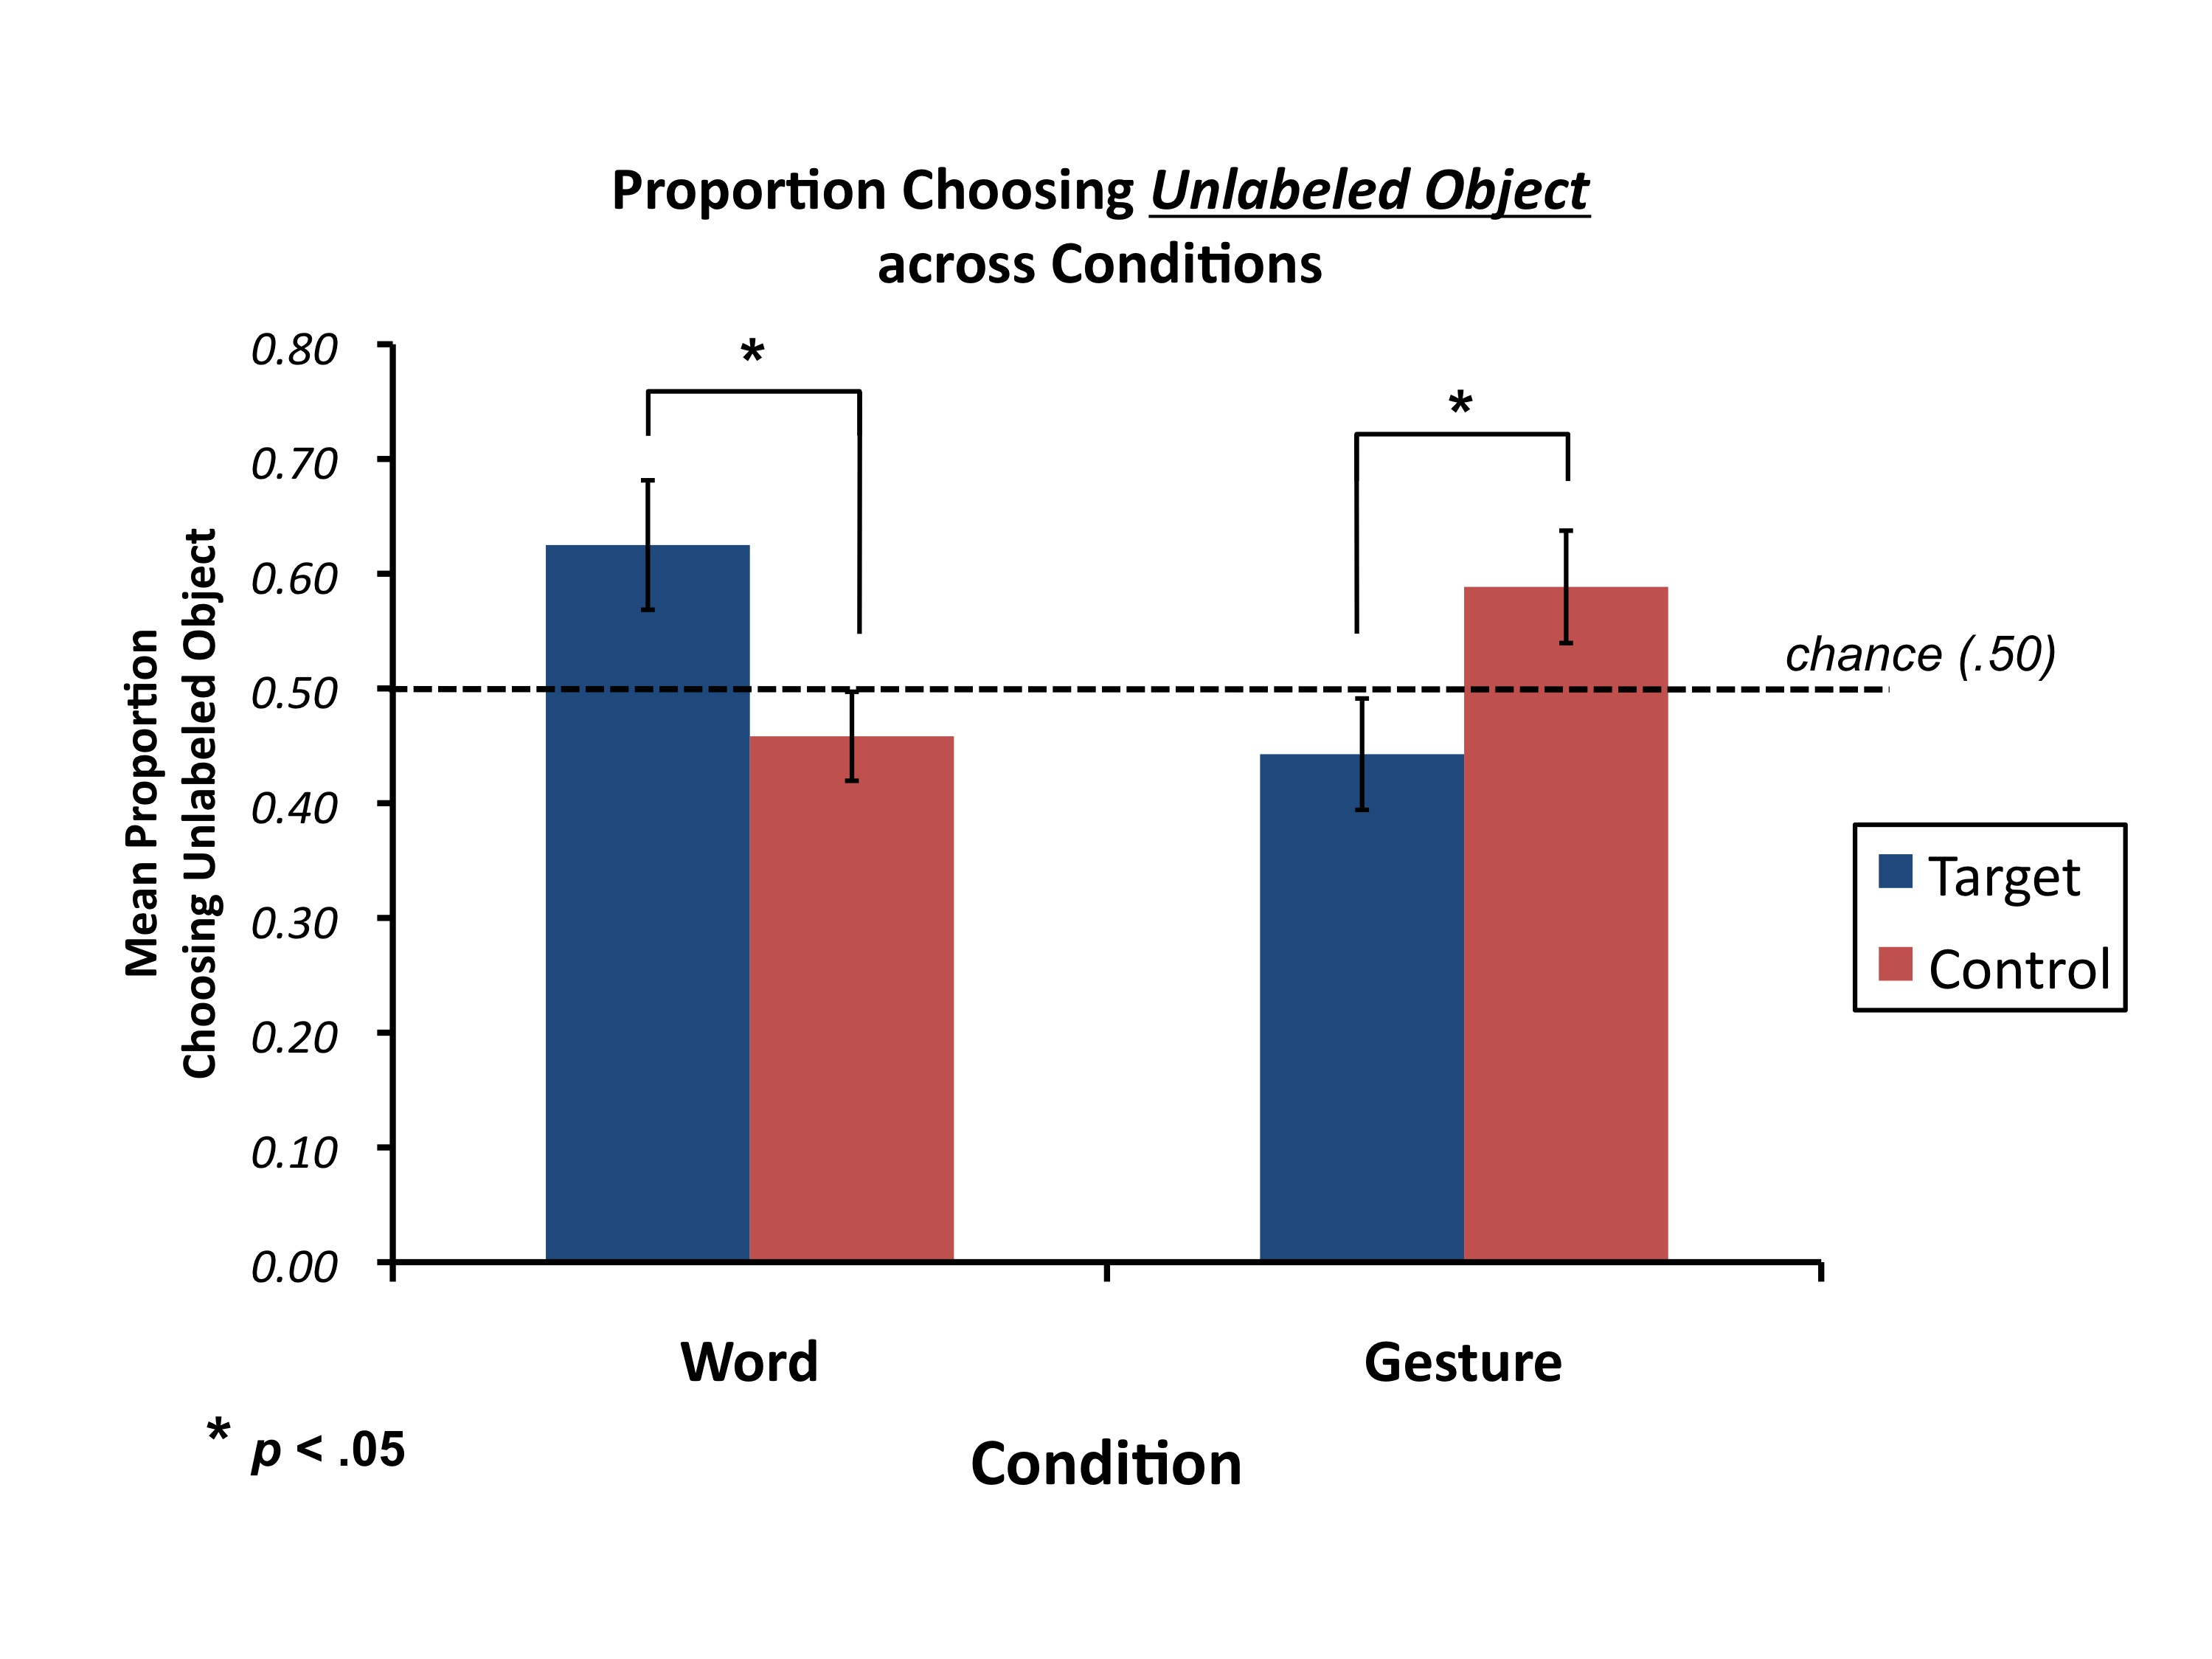 Proportion Choosing Unlabeled Object
across Conditions
Mean Proportion
Choosing Unlabeled Object
0.80
0.70
0.60
0.50
0.40
0.30
0.20
0.10
0.00
*
*
chance (.50)
Target
Control
Word
Gesture
Condition
* p < .05